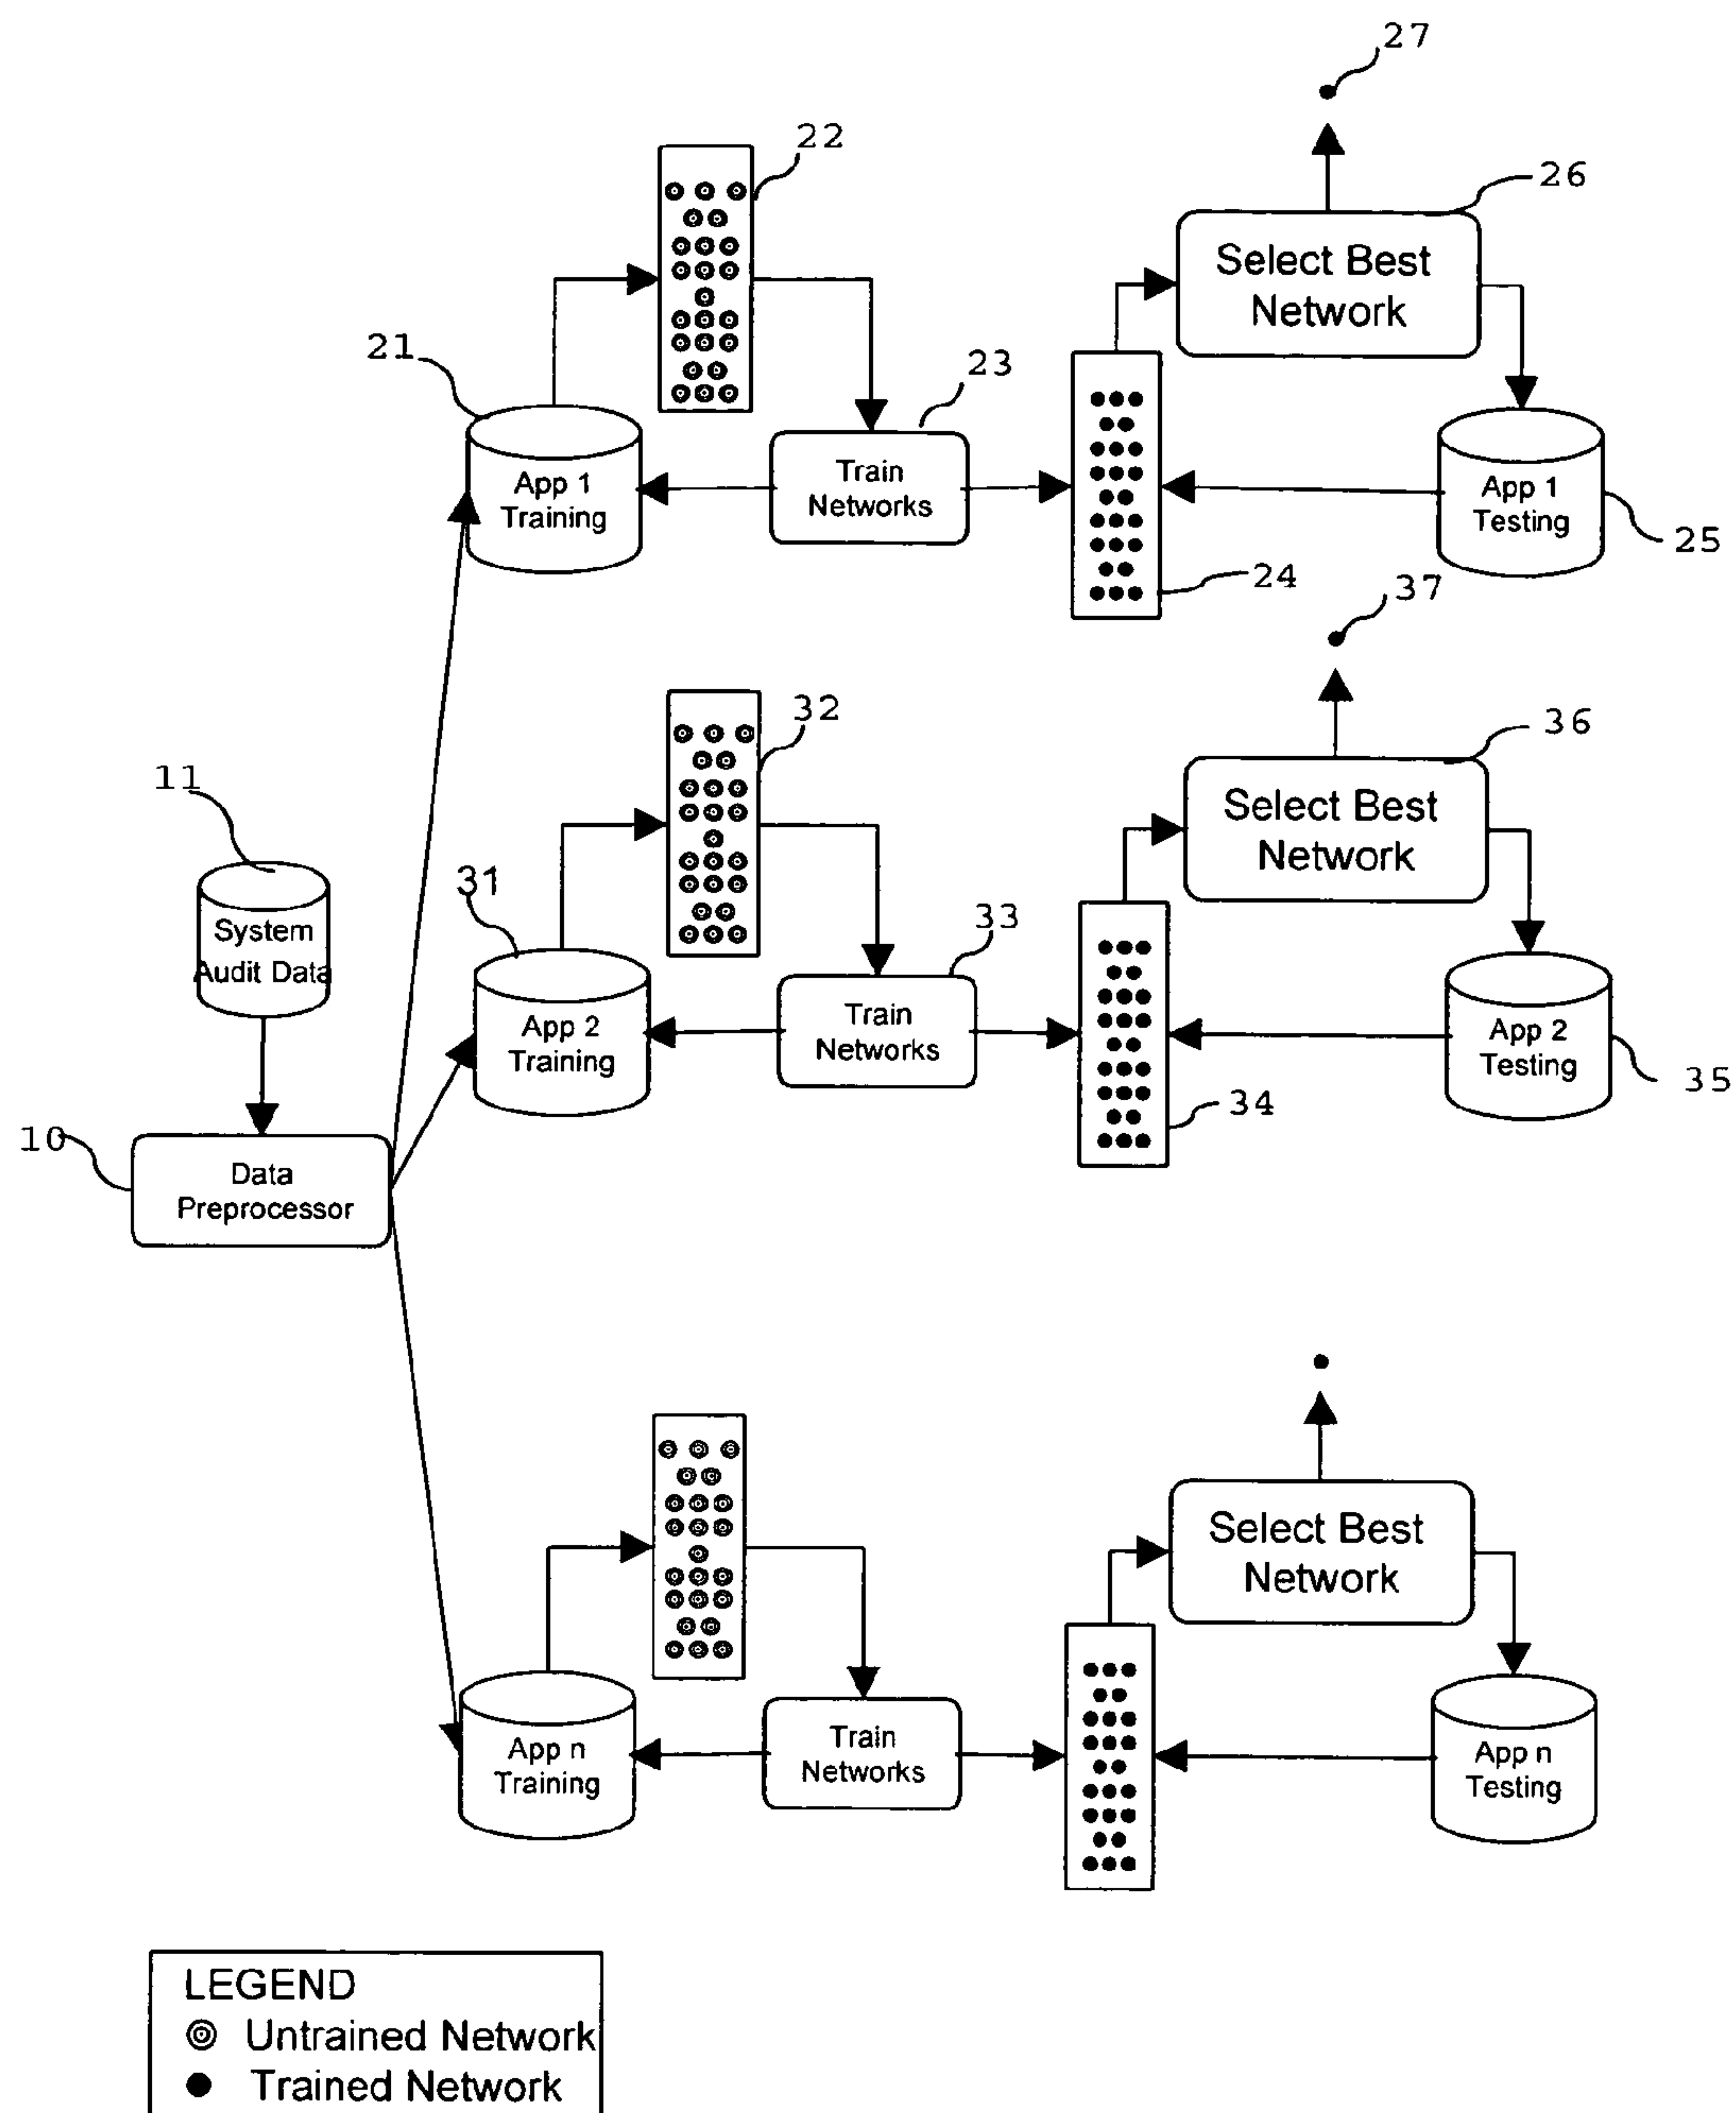 27
22
26
Select Best
Network
21
23
App 1
Training
Train
Networks
App 1
Testing
25
24
37
32
36
Select Best
Network
11
31
33
System
Audit Data
App 2
Training
Train
Networks
App 2
Testing
35
34
10
Data
Preprocessor
Select Best
Network
App n
Training
Train
Networks
App n
Testing
LEGEND
Untrained Network
Trained Network